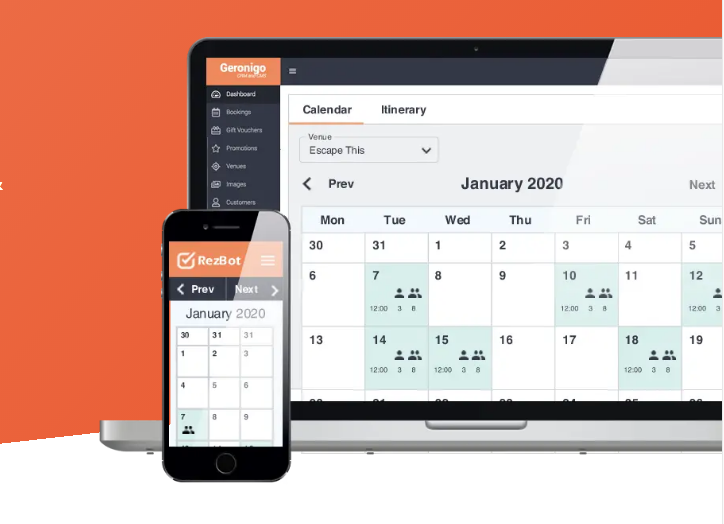 &
Geronigo
Dashboard
Bookings
Gift Vouchers
Promotions
Venues
Images
Customers
Calendar Itinerary
Venue
Escape This
Prev January 2020 Next
Mon Tue Wed Thu Fri Sat Sun
30 31 1 2 3 4 5
6 7 8 9 10 11 12
12:00 3 8 12:00 3 8 12:00 3
13 14 15 16 17 18 19
12:00 3 8 12:00 3 8 12:00 3 8
RezBot
Prev Next
January 2020
30 31 31
1 2 3
4 5 6
7 8 9